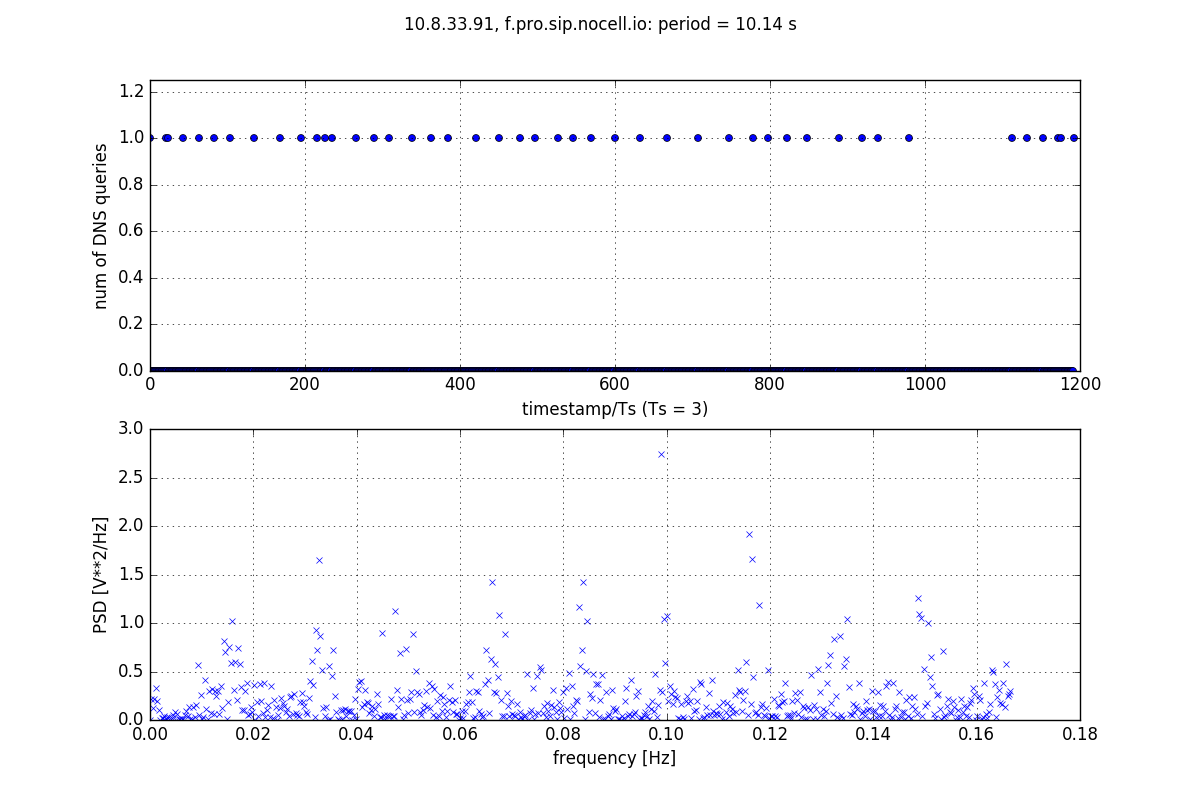 10.8.33.91, f.pro.sip.nocell.io: period = 10.14 s
num of DNS queries
1.2
1.0
0.8
0.6
0.4
0.2
0.0
0 200 400 600 800 1000 1200
timestamp/Ts (Ts = 3)
PSD [V**2/Hz]
3.0
2.5
2.0
1.5
1.0
0.5
0.0
0.00 0.02 0.04 0.06 0.08 0.10 0.12 0.14 0.16 0.18
frequency [Hz]